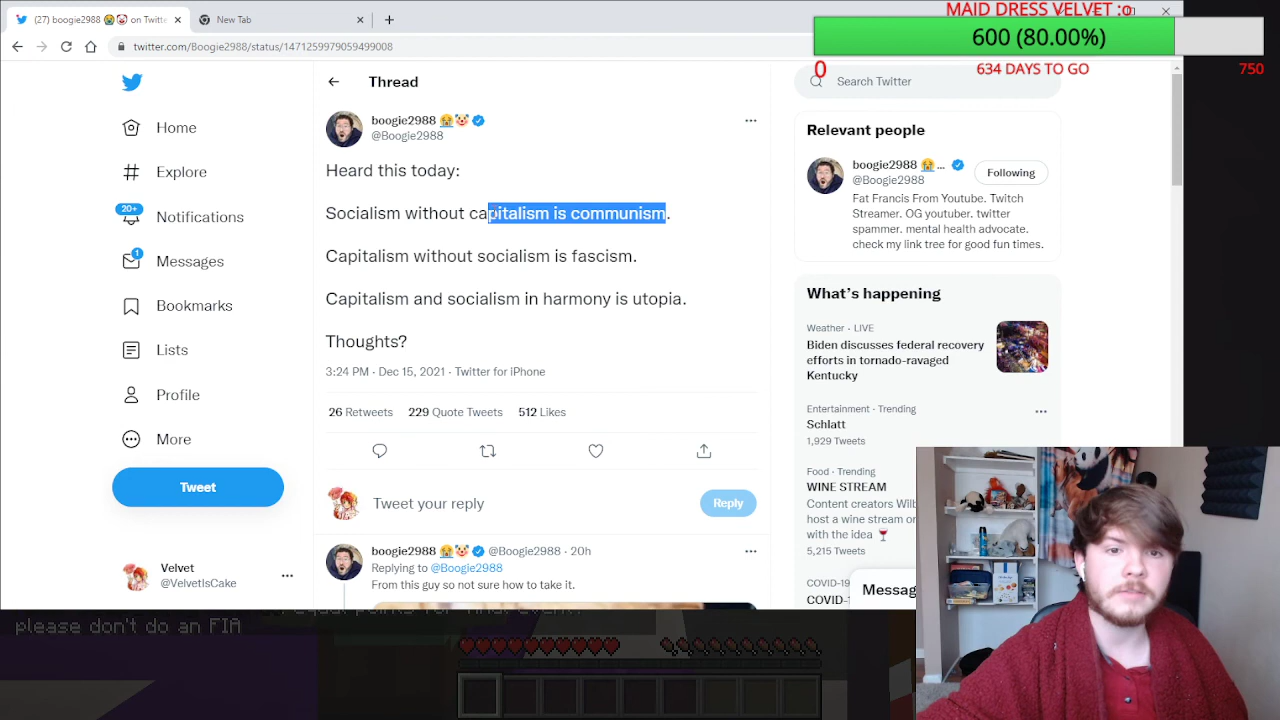 (27) boogie2988 😭🤡 on Twitte
New Tab
MAID DRESS VELVET :o
600 (80.00%)
0
634 DAYS TO GO
750
twitter.com/Boogie2988/status/1471259979059499008
Thread
Search Twitter
Home
Explore
20+
Notifications
1
Messages
Bookmarks
Lists
Profile
More
Tweet
Velvet
@VelvetIsCake
boogie2988 😭🤡
@Boogie2988
Heard this today:
Socialism without capitalism is communism.
Capitalism without socialism is fascism.
Capitalism and socialism in harmony is utopia.
Thoughts?
3:24 PM · Dec 15, 2021 · Twitter for iPhone
26 Retweets 229 Quote Tweets 512 Likes
Tweet your reply
Reply
boogie2988 😭🤡 @Boogie2988 · 20h
Replying to @Boogie2988
From this guy so not sure how to take it.
Relevant people
boogie2988 😭 ...
@Boogie2988
Following
Fat Francis From Youtube. Twitch
Streamer. OG youtuber. twitter
spammer. mental health advocate.
check my link tree for good fun times.
What's happening
Weather · LIVE
Biden discusses federal recovery
efforts in tornado-ravaged
Kentucky
Entertainment · Trending
Schlatt
1,929 Tweets
Food · Trending
WINE STREAM
Content creators Wilb
host a wine stream or
with the idea 🍷
5,215 Tweets
COVID-19
COVID-1
Messag
please don't do an FIA